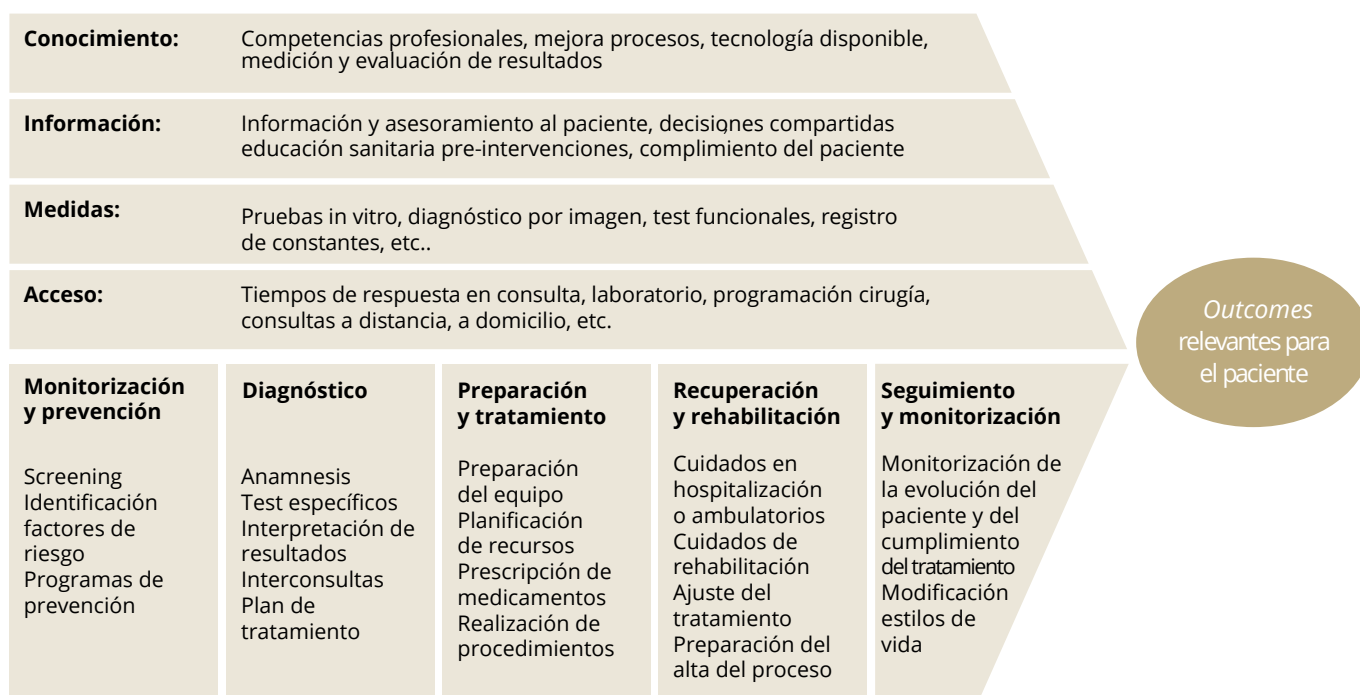 Conocimiento: Competencias profesionales, mejora procesos, tecnología disponible,
medición y evaluación de resultados
Información: Información y asesoramiento al paciente, decisiones compartidas
educación sanitaria pre-intervenciones, complimiento del paciente
Medidas: Pruebas in vitro, diagnóstico por imagen, test funcionales, registro
de constantes, etc..
Acceso: Tiempos de respuesta en consulta, laboratorio, programación cirugía,
consultas a distancia, a domicilio, etc.
Monitorización
y prevención
Screening
Identificación
factores de
riesgo
Programas de
prevención
Diagnóstico
Anamnesis
Test específicos
Interpretación de
resultados
Interconsultas
Plan de
tratamiento
Preparación
y tratamiento
Preparación
del equipo
Planificación
de recursos
Prescripción de
medicamentos
Realización de
procedimientos
Recuperación
y rehabilitación
Cuidados en
hospitalización
o ambulatorios
Cuidados de
rehabilitación
Ajuste del
tratamiento
Preparación del
alta del proceso
Seguimiento
y monitorización
Monitorización de
la evolución del
paciente y del
cumplimiento
del tratamiento
Modificación
estilos de
vida
Outcomes
relevantes para
el paciente